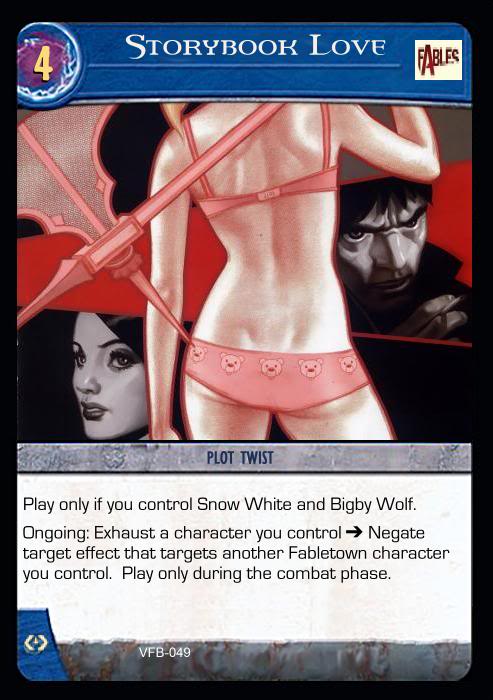 4
STORYBOOK LOVE
FABLES
PLOT TWIST
Play only if you control Snow White and Bigby Wolf.
Ongoing: Exhaust a character you control ➔ Negate
target effect that targets another Fabletown character
you control. Play only during the combat phase.
VFB-049